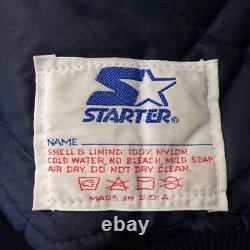 STARTER®
NAME
SHELL & LINING: 100% NYLON
COLD WATER, NO BLEACH, MILD SOAP
AIR DRY. DO NOT DRY CLEAN.
MADE IN U.S.A